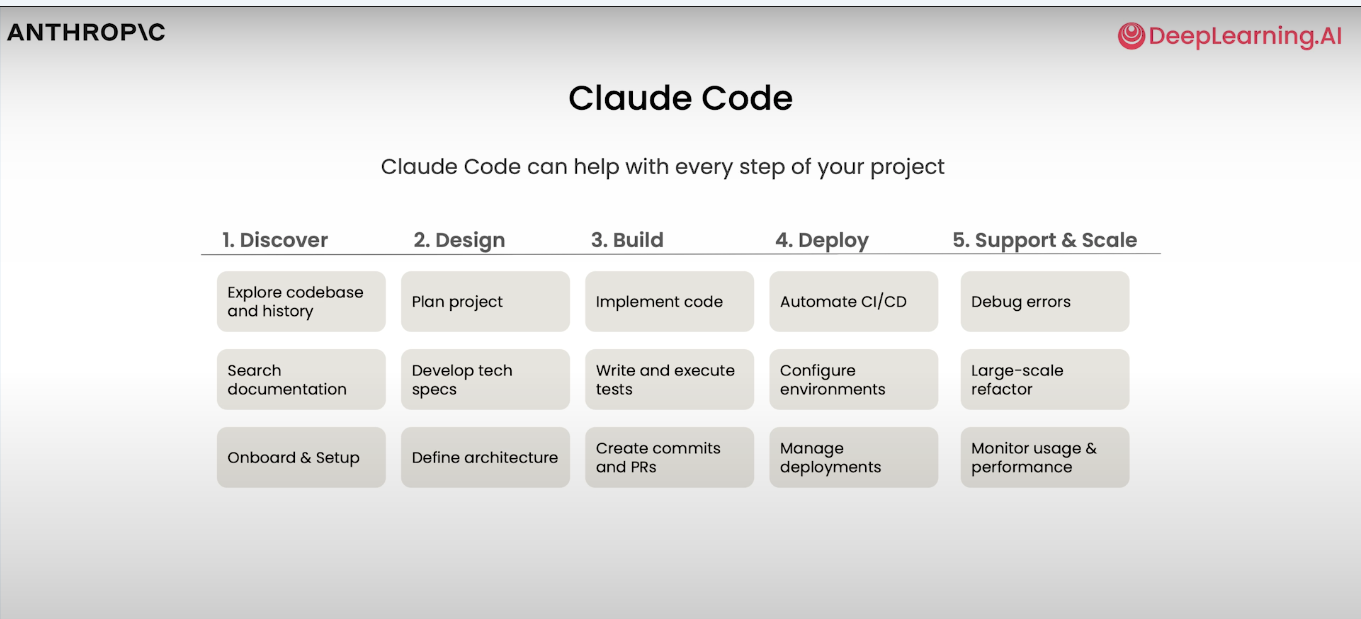 ANTHROP\C
DeepLearning.AI
Claude Code
Claude Code can help with every step of your project
1. Discover
2. Design
3. Build
4. Deploy
5. Support & Scale
Explore codebase
and history
Plan project
Implement code
Automate CI/CD
Debug errors
Search
documentation
Develop tech
specs
Write and execute
tests
Configure
environments
Large-scale
refactor
Onboard & Setup
Define architecture
Create commits
and PRs
Manage
deployments
Monitor usage &
performance